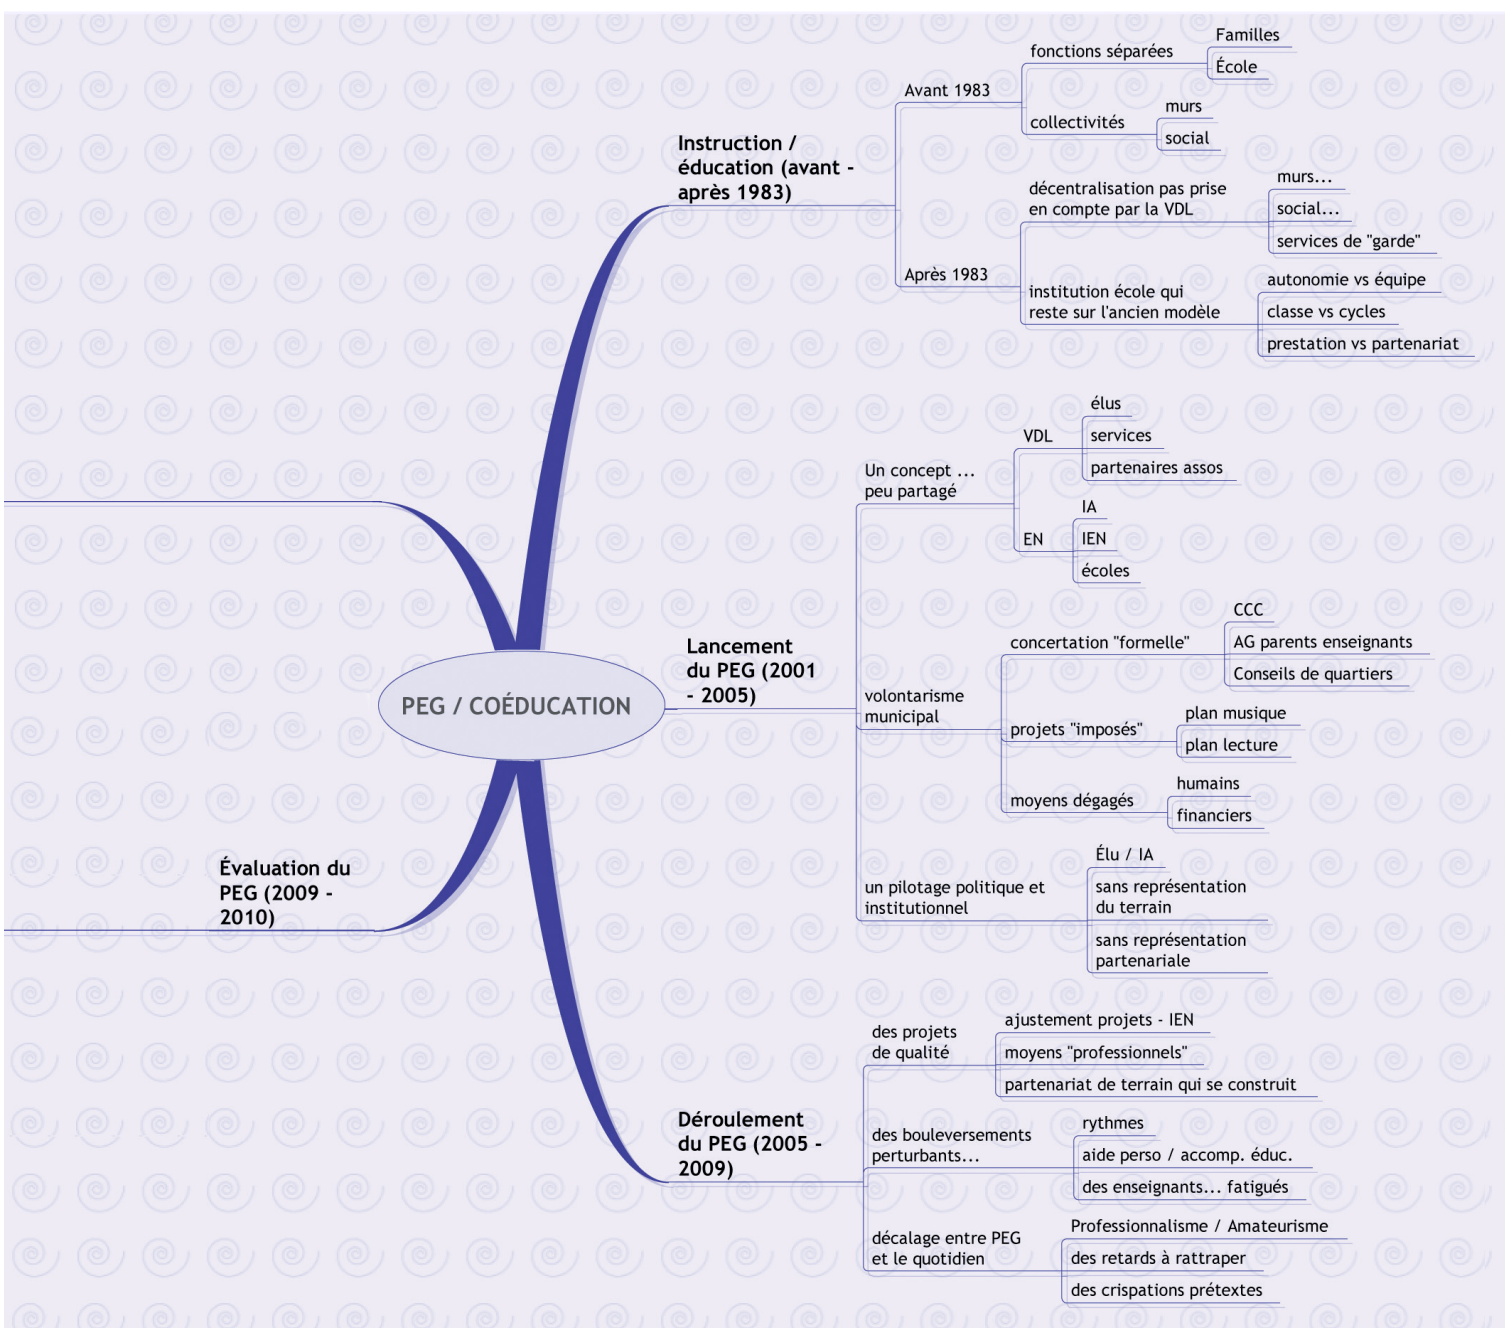 PEG / COÉDUCATION
Instruction /
éducation (avant -
après 1983)
Avant 1983
fonctions séparées
Familles
École
collectivités
murs
social
Après 1983
décentralisation pas prise
en compte par la VDL
murs...
social...
services de "garde"
institution école qui
reste sur l'ancien modèle
autonomie vs équipe
classe vs cycles
prestation vs partenariat
Lancement
du PEG (2001
- 2005)
Un concept ...
peu partagé
VDL
élus
services
partenaires assos
EN
IA
IEN
écoles
volontarisme
municipal
concertation "formelle"
CCC
AG parents enseignants
Conseils de quartiers
projets "imposés"
plan musique
plan lecture
moyens dégagés
humains
financiers
un pilotage politique et
institutionnel
Élu / IA
sans représentation
du terrain
sans représentation
partenariale
Déroulement
du PEG (2005 -
2009)
des projets
de qualité
ajustement projets - IEN
moyens "professionnels"
partenariat de terrain qui se construit
des bouleversements
perturbants...
rythmes
aide perso / accomp. éduc.
des enseignants... fatigués
décalage entre PEG
et le quotidien
Professionnalisme / Amateurisme
des retards à rattraper
des crispations prétextes
Évaluation du
PEG (2009 -
2010)